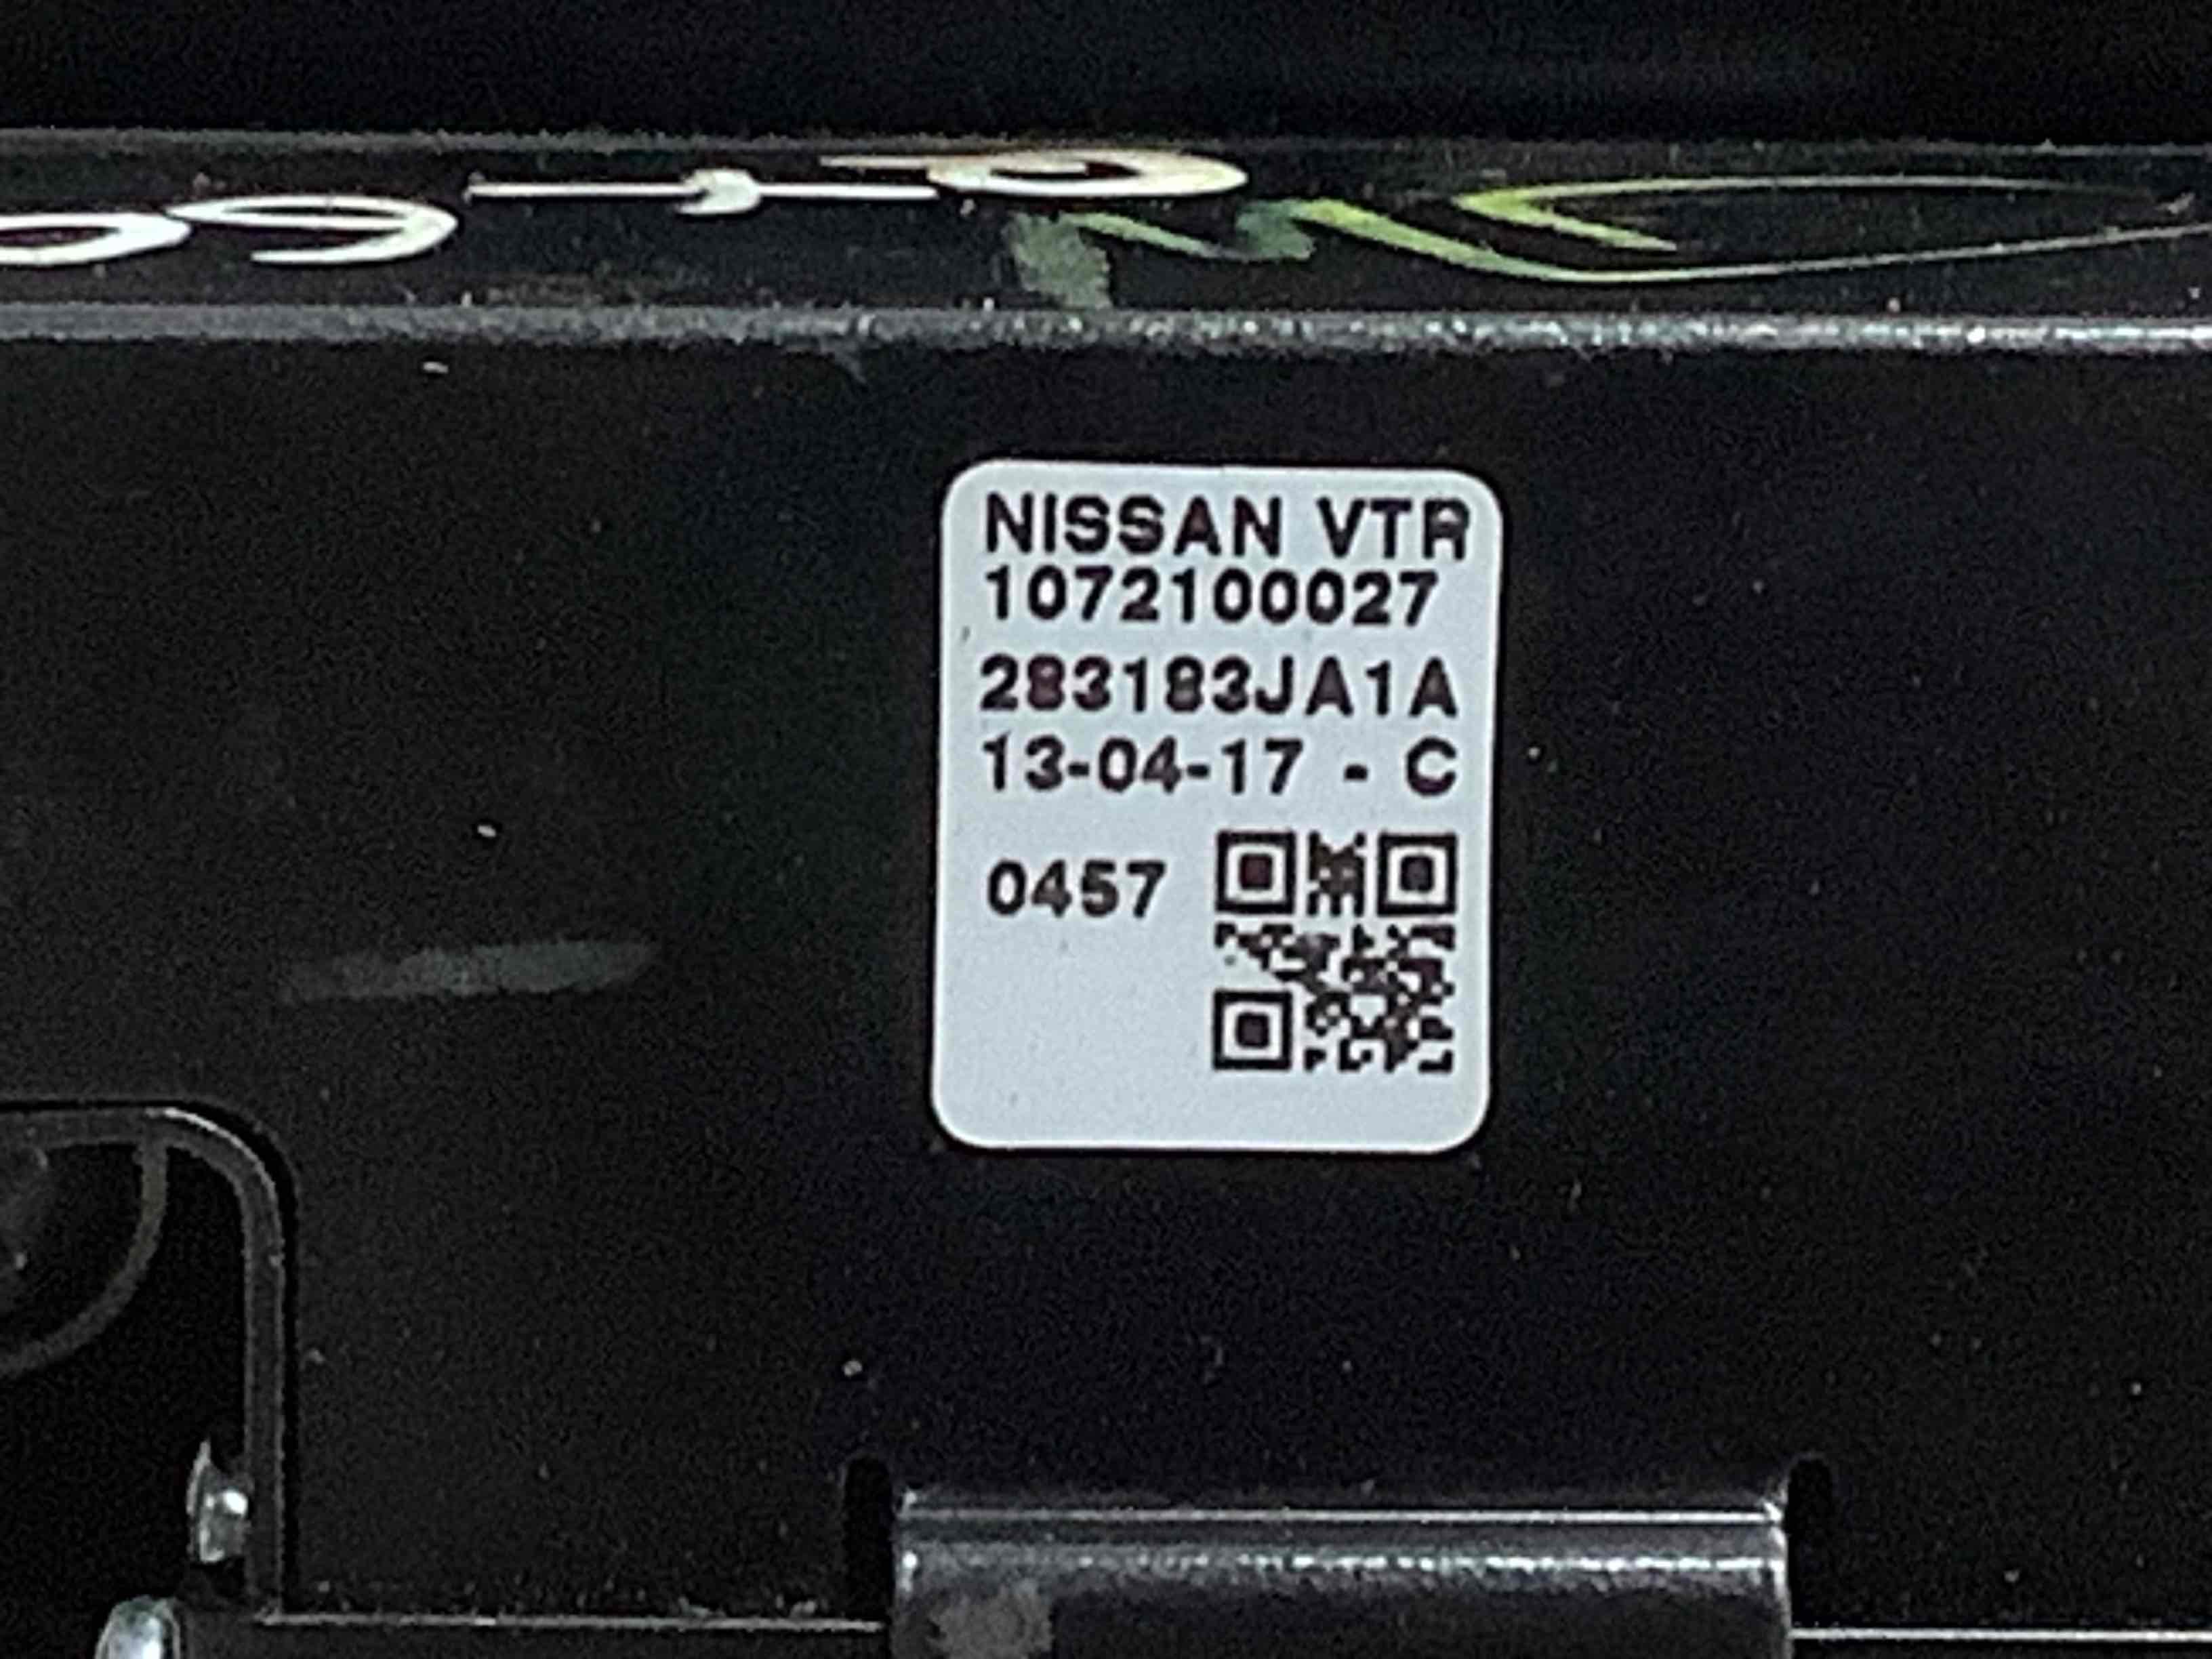 NISSAN VTR
1072100027
283183JA1A
13-04-17 - C
0457